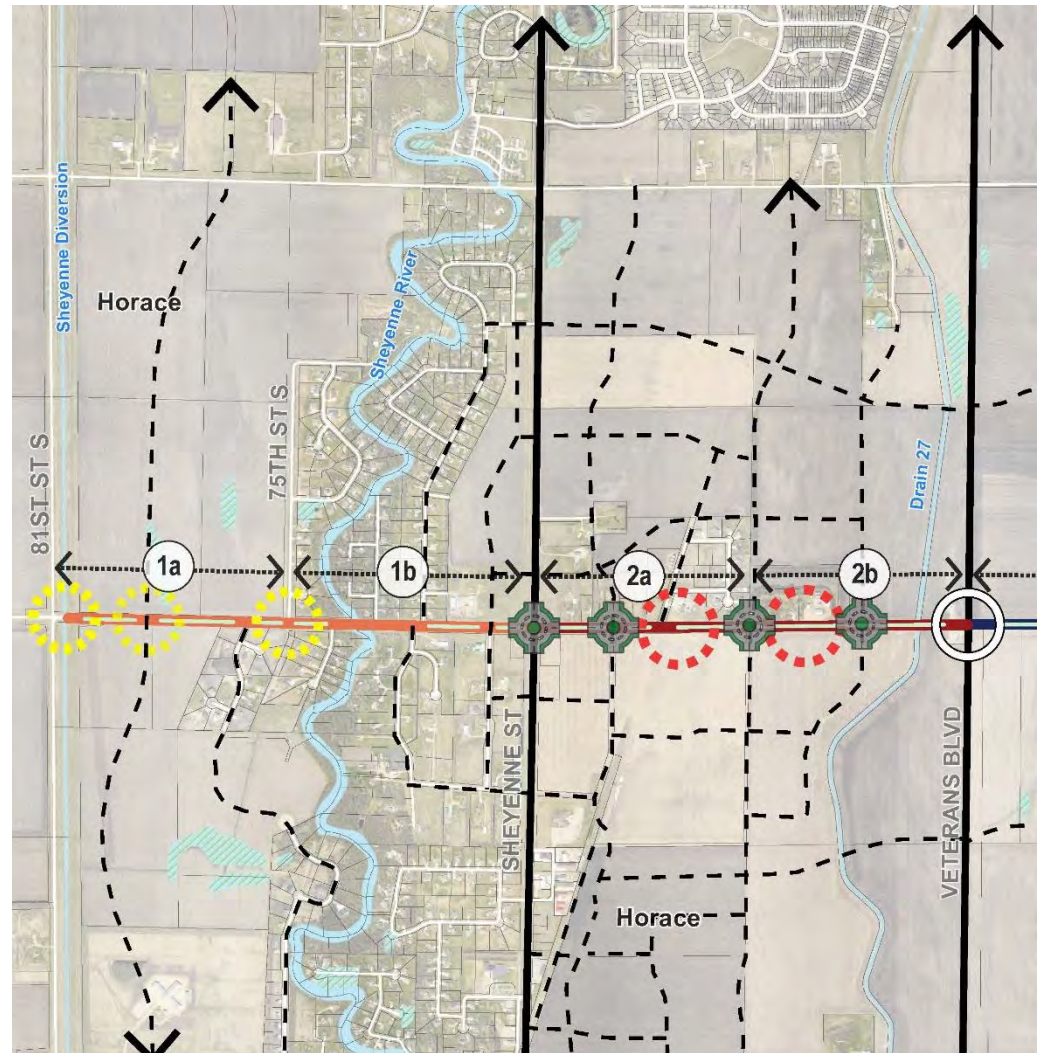 Sheyenne Diversion
Horace
Sheyenne River
81ST ST S
75TH ST S
Drain 27
1a
1b
2a
2b
SHEYENNE ST
VETERANS BLVD
Horace